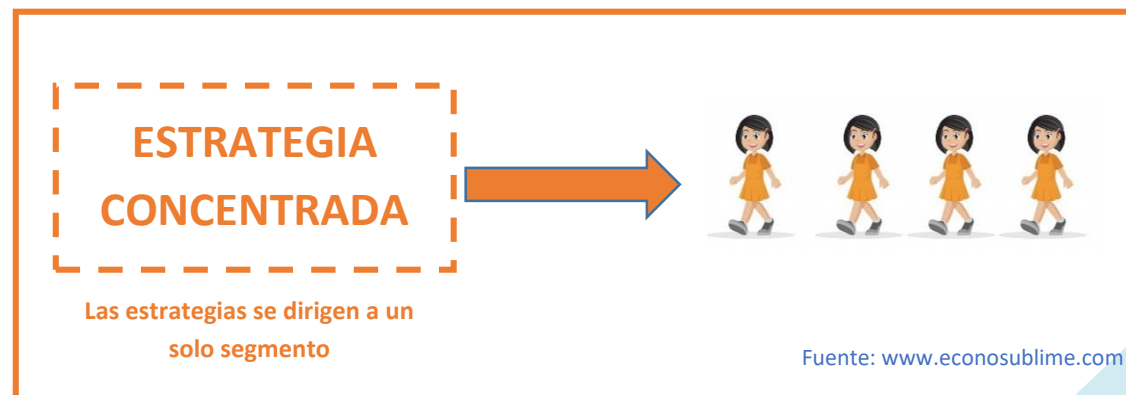 ESTRATEGIA
CONCENTRADA
Las estrategias se dirigen a un
solo segmento
Fuente: www.econosublime.com